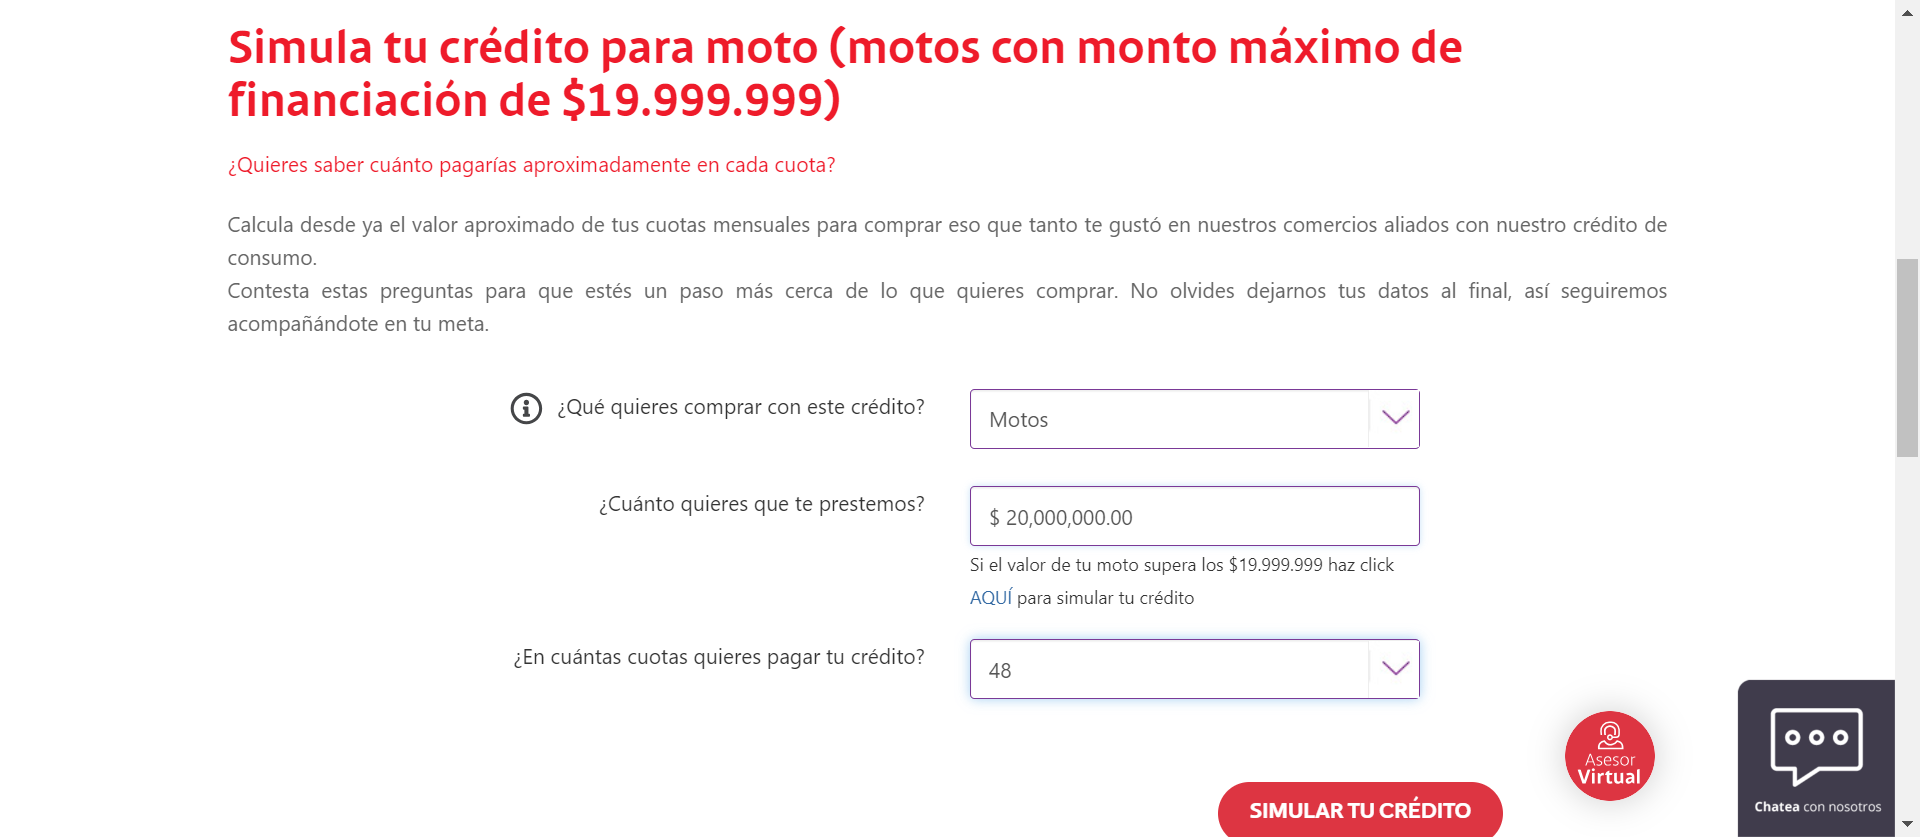 Simula tu crédito para moto (motos con monto máximo de
financiación de $19.999.999)
¿Quieres saber cuánto pagarías aproximadamente en cada cuota?
Calcula desde ya el valor aproximado de tus cuotas mensuales para comprar eso que tanto te gustó en nuestros comercios aliados con nuestro crédito de
consumo.
Contesta estas preguntas para que estés un paso más cerca de lo que quieres comprar. No olvides dejarnos tus datos al final, así seguiremos
acompañándote en tu meta.
¿Qué quieres comprar con este crédito?
Motos
¿Cuánto quieres que te prestemos?
$ 20,000,000.00
Si el valor de tu moto supera los $19.999.999 haz click
AQUÍ para simular tu crédito
¿En cuántas cuotas quieres pagar tu crédito?
48
Asesor
Virtual
Chatea con nosotros
SIMULAR TU CRÉDITO